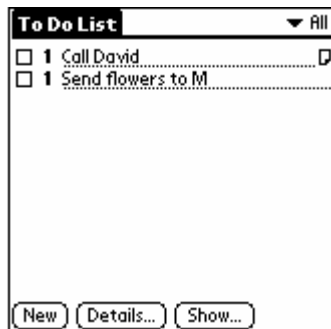 To Do List All
1 Call David
1 Send flowers to M
New Details... Show...